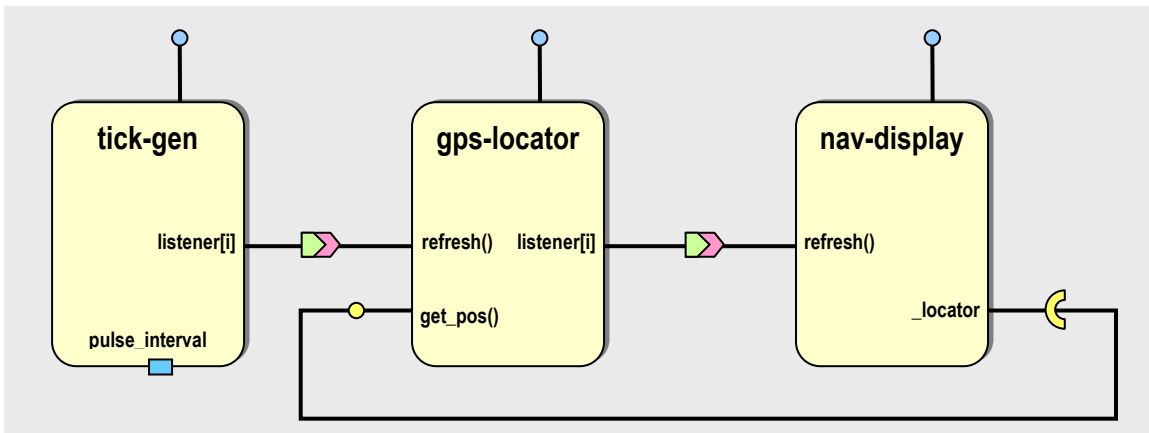 tick-gen
gps-locator
nav-display
listener[i]
refresh()
listener[i]
refresh()
get_pos()
_locator
pulse_interval